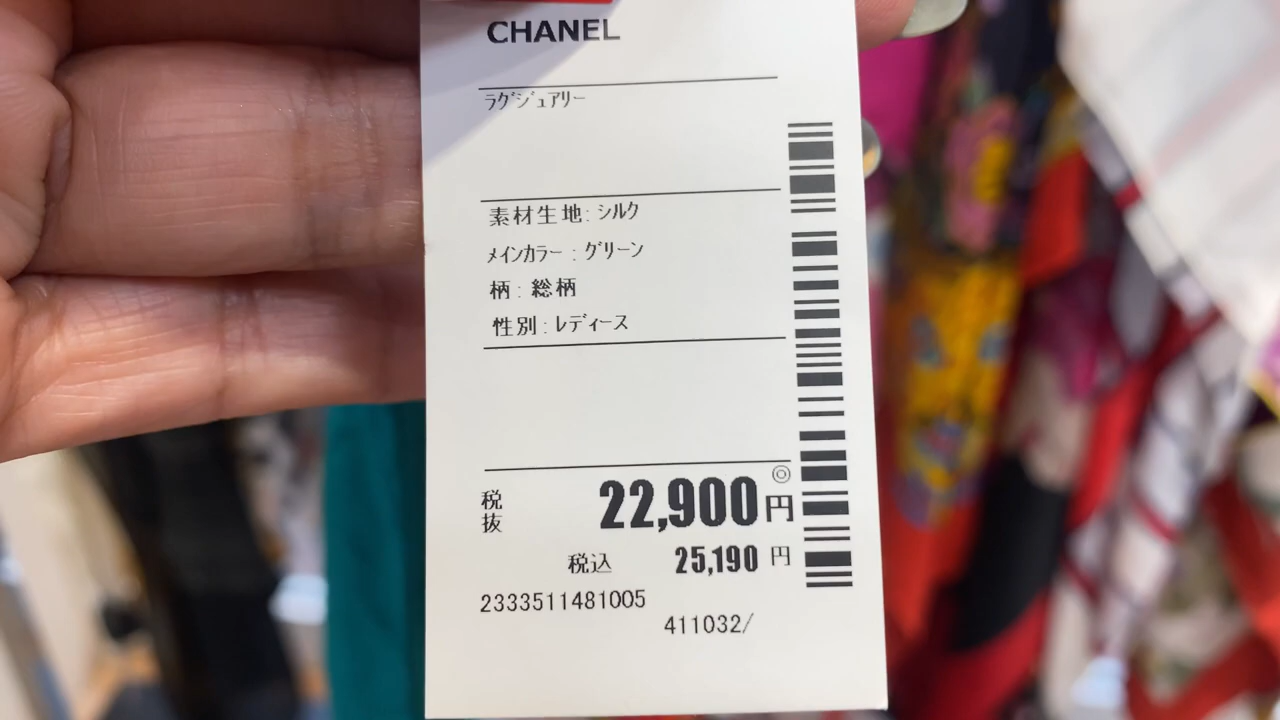 CHANEL
ﾗｸﾞｼﾞｭｱﾘｰ
素材生地：ｼﾙｸ
ﾒｲﾝｶﾗｰ：ｸﾞﾘｰﾝ
柄：総柄
性別：ﾚﾃﾞｨｰｽ
◎
税抜 22,900円
税込 25,190 円
2333511481005
411032/